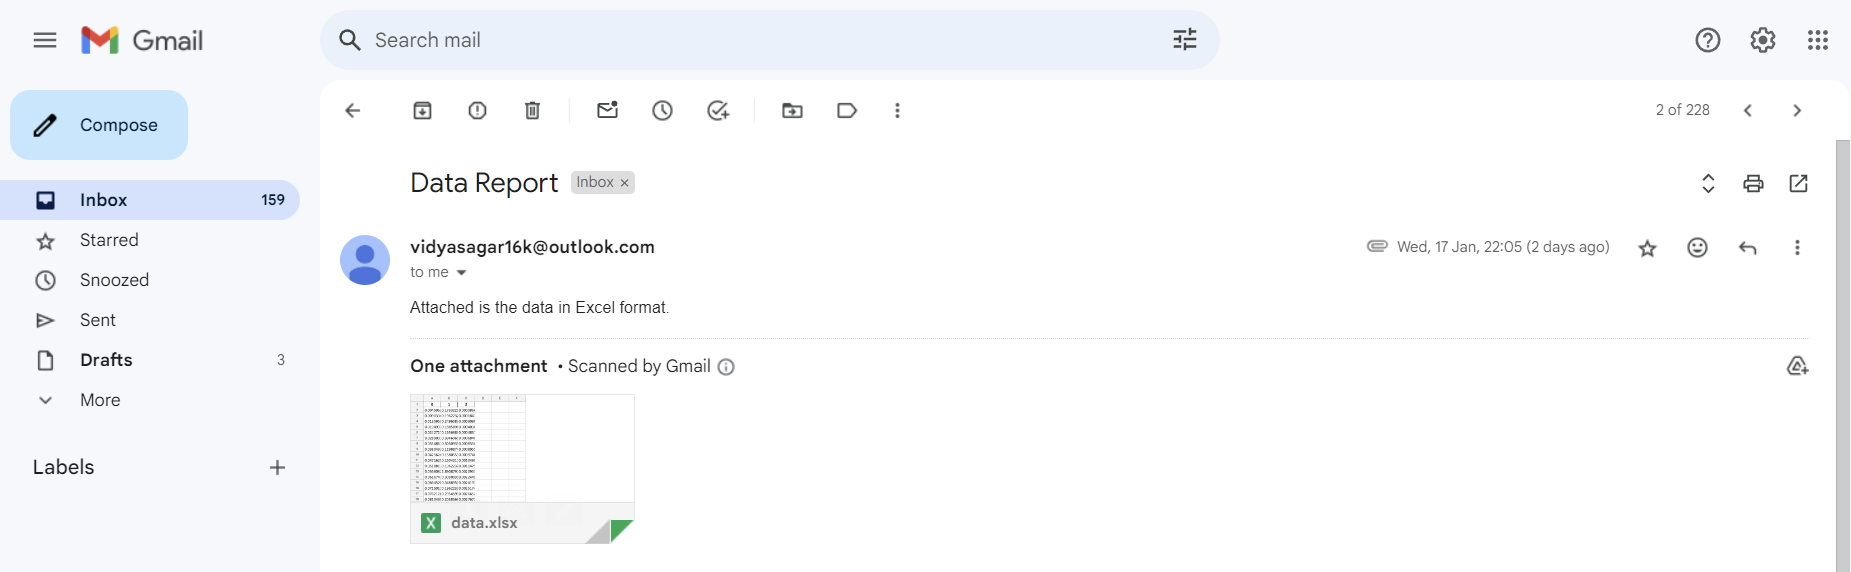 Gmail
Search mail
Compose
2 of 228
Inbox 159
Starred
Snoozed
Sent
Drafts 3
More
Labels
Data Report Inbox ×
vidyasagar16k@outlook.com Wed, 17 Jan, 22:05 (2 days ago)
to me
Attached is the data in Excel format.
One attachment • Scanned by Gmail
data.xlsx